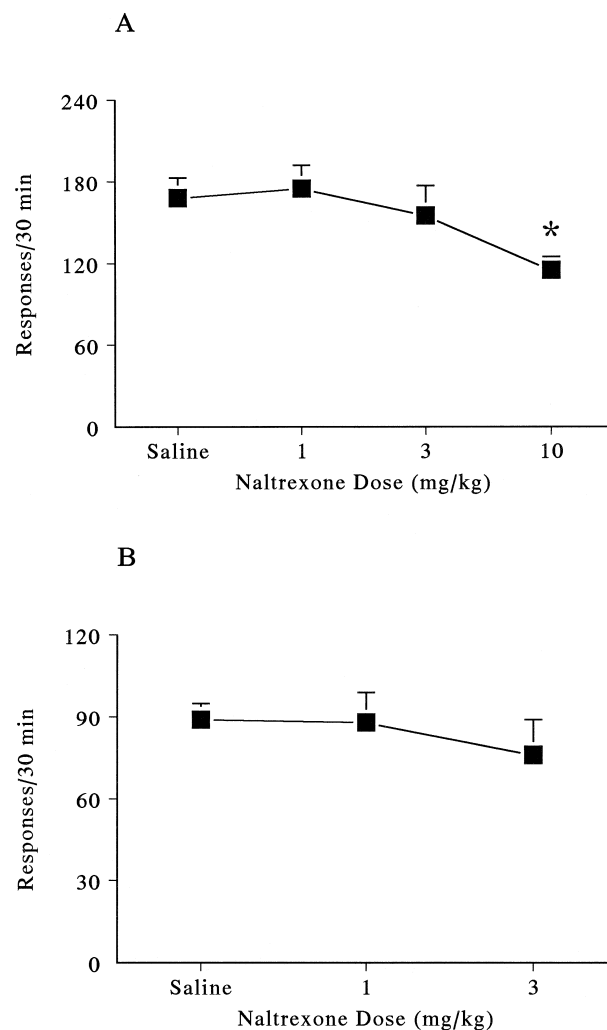 A
240
180
120
60
0
Responses/30 min
*
Saline 1 3 10
Naltrexone Dose (mg/kg)
B
120
90
60
30
0
Responses/30 min
Saline 1 3
Naltrexone Dose (mg/kg)